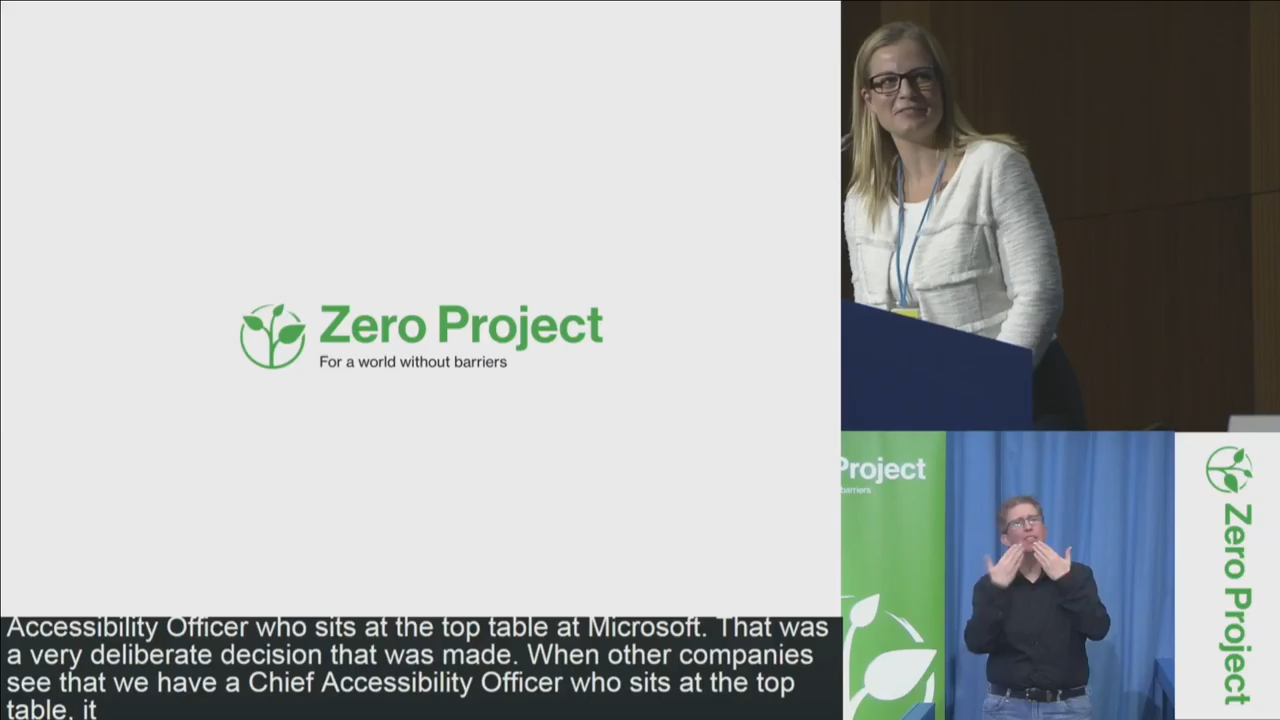 Zero Project
For a world without barriers
Project
barriers
Zero Project
Accessibility Officer who sits at the top table at Microsoft. That was
a very deliberate decision that was made. When other companies
see that we have a Chief Accessibility Officer who sits at the top
table, it